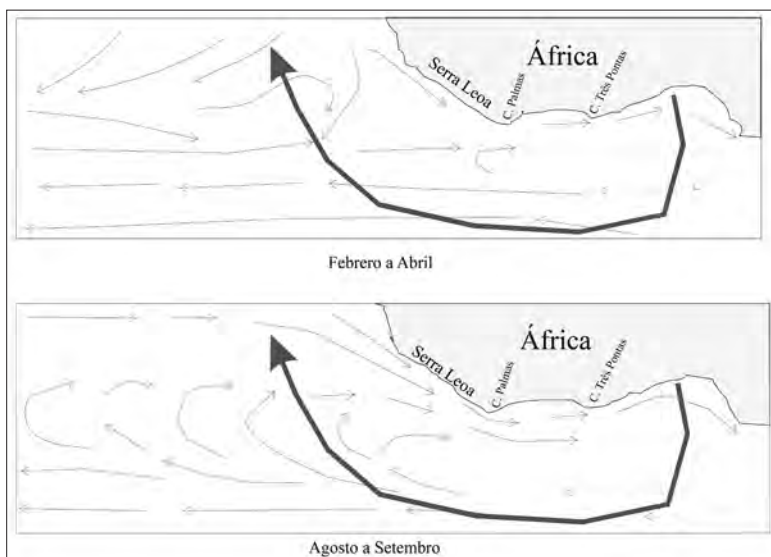 África
Serra Leoa
C. Palmas
C. Três Pontas
Febrero a Abril
África
Serra Leoa
C. Palmas
C. Três Pontas
Agosto a Setembro